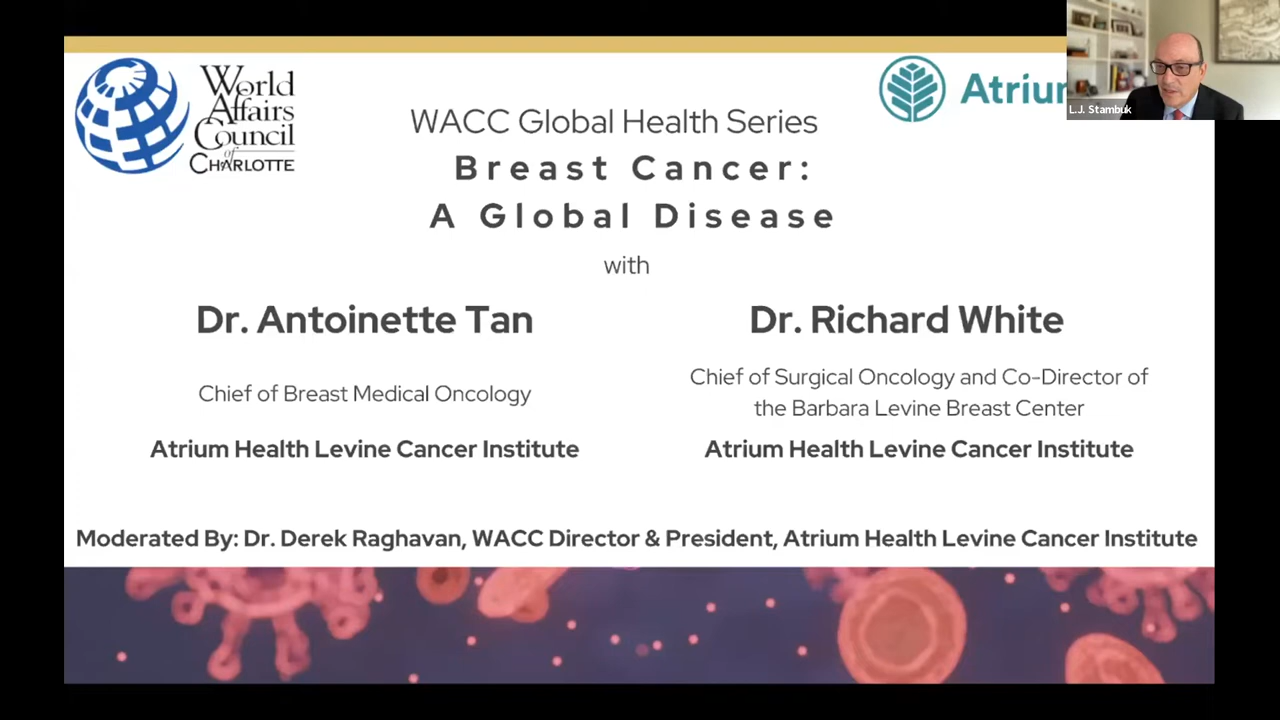 World
Affairs
Council
of
CHARLOTTE
WACC Global Health Series
Breast Cancer:
A Global Disease
with
Dr. Antoinette Tan
Chief of Breast Medical Oncology
Atrium Health Levine Cancer Institute
Dr. Richard White
Chief of Surgical Oncology and Co-Director of
the Barbara Levine Breast Center
Atrium Health Levine Cancer Institute
Moderated By: Dr. Derek Raghavan, WACC Director & President, Atrium Health Levine Cancer Institute
L.J. Stambuk